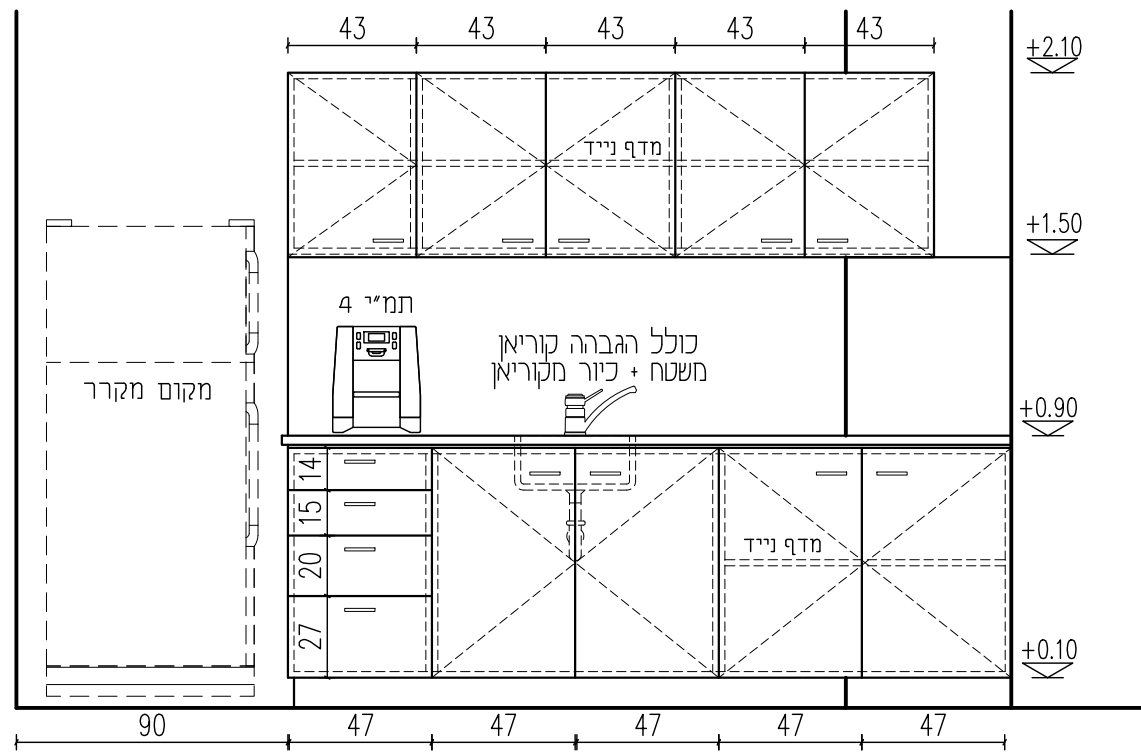 43 43 43 43 43
+2.10
מדף נייד
+1.50
תמ״י 4
כולל הגבהה קוריאן
משטח + כיור מקוריאן
מקום מקרר
+0.90
14
15
מדף נייד
20
27
+0.10
90 47 47 47 47 47